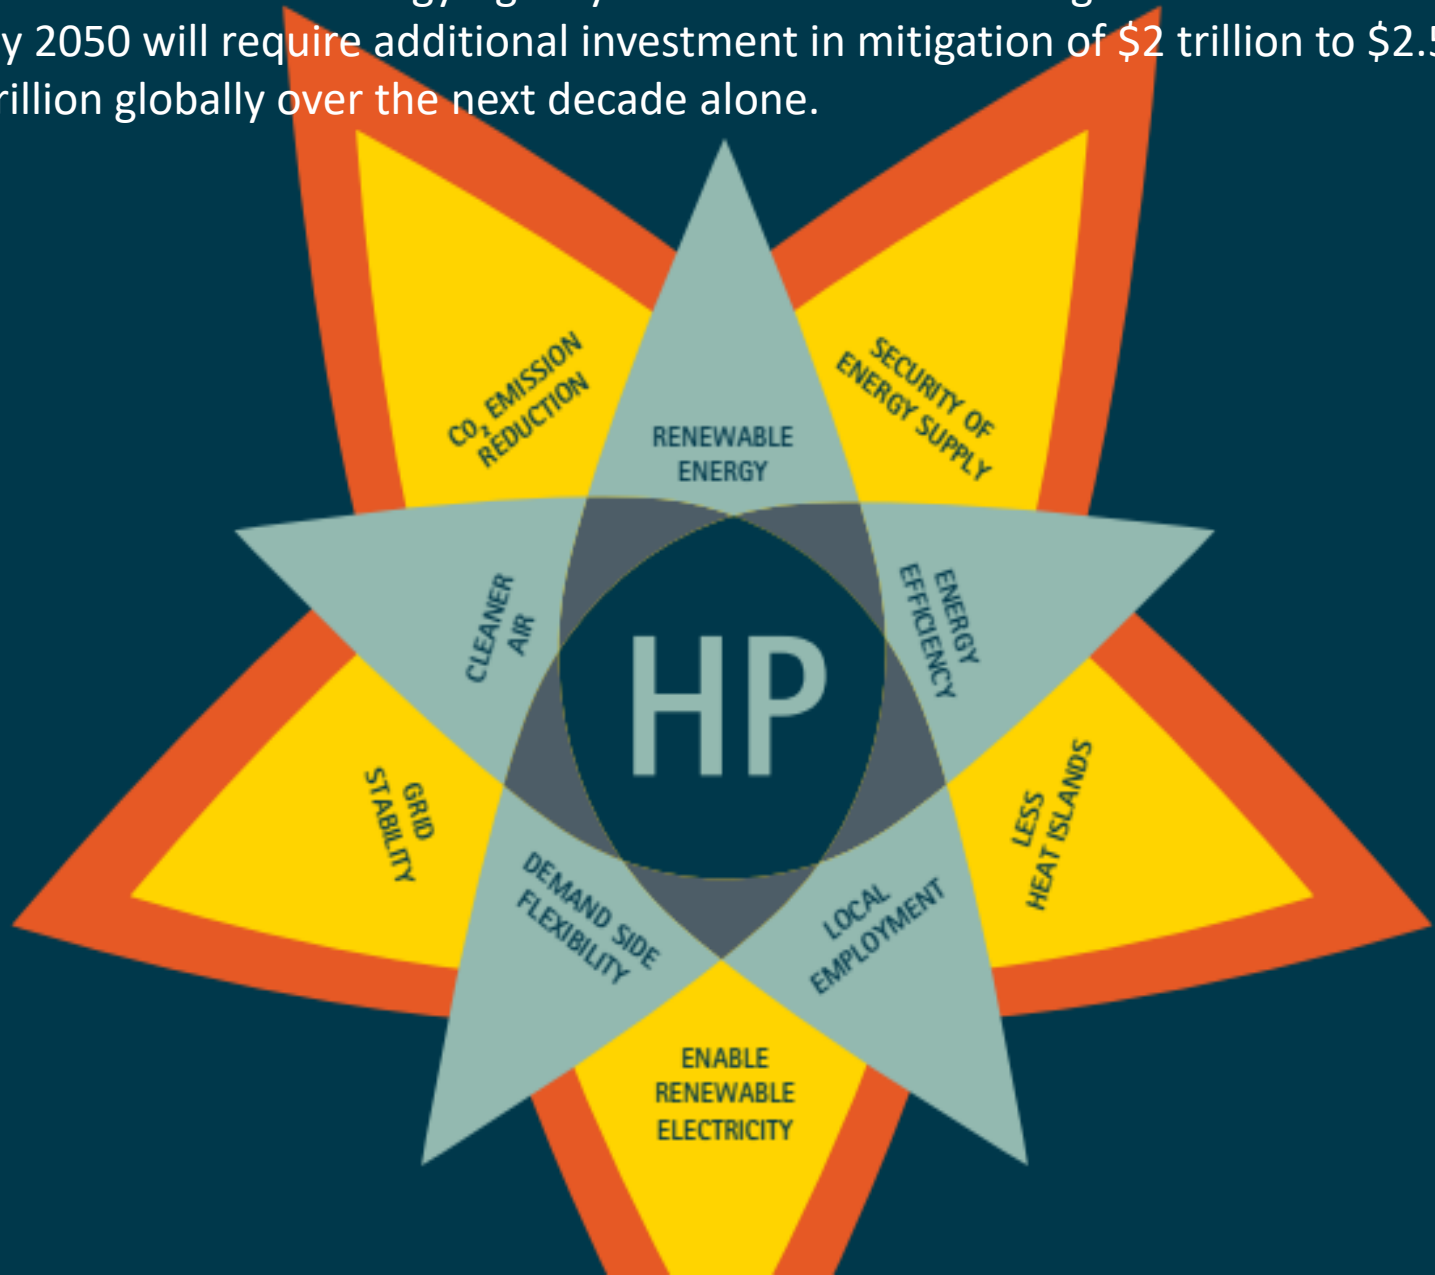 y 2050 will require additional investment in mitigation of $2 trillion to $2.5
rillion globally over the next decade alone.
CO₂ EMISSION
REDUCTION
SECURITY OF
ENERGY SUPPLY
RENEWABLE
ENERGY
CLEANER
AIR
ENERGY
EFFICIENCY
HP
GRID
STABILITY
LESS
HEAT ISLANDS
DEMAND SIDE
FLEXIBILITY
LOCAL
EMPLOYMENT
ENABLE
RENEWABLE
ELECTRICITY